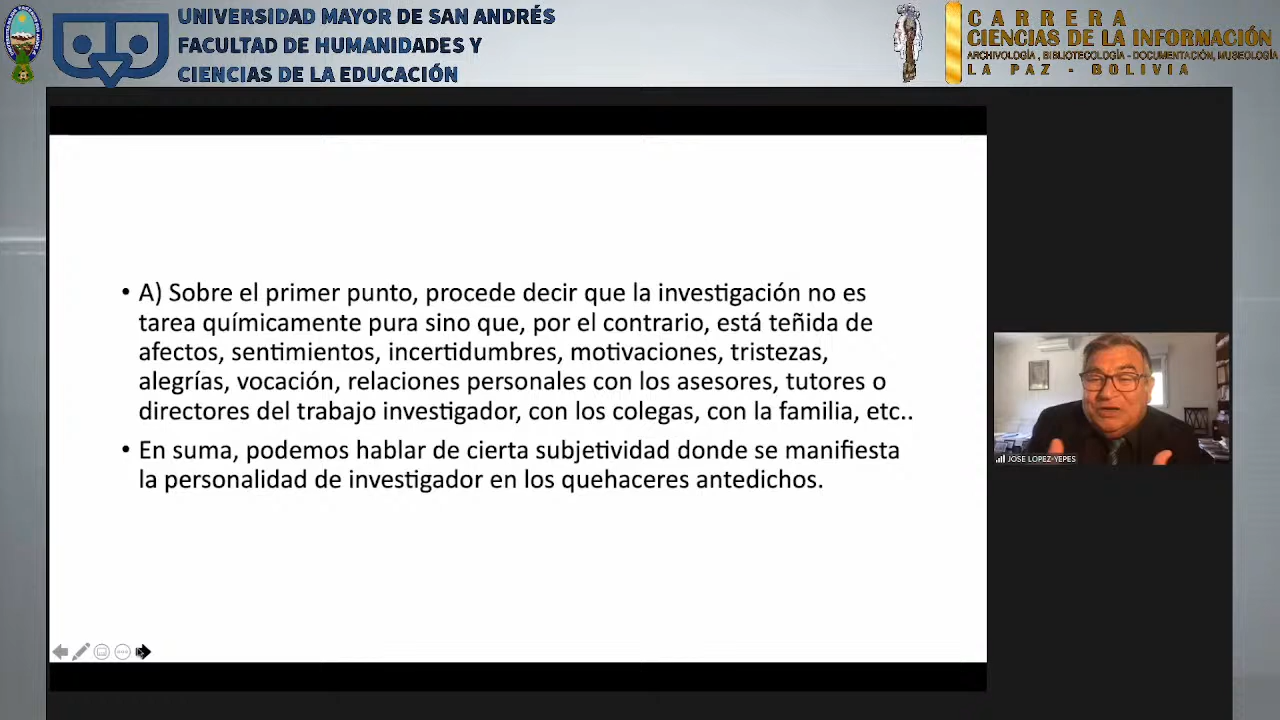 UNIVERSIDAD MAYOR DE SAN ANDRÉS
FACULTAD DE HUMANIDADES Y
CIENCIAS DE LA EDUCACIÓN
CARRERA
CIENCIAS DE LA INFORMACIÓN
ARCHIVOLOGÍA, BIBLIOTECOLOGÍA - DOCUMENTACIÓN, MUSEOLOGÍA
LA PAZ - BOLIVIA
• A) Sobre el primer punto, procede decir que la investigación no es
tarea químicamente pura sino que, por el contrario, está teñida de
afectos, sentimientos, incertidumbres, motivaciones, tristezas,
alegrías, vocación, relaciones personales con los asesores, tutores o
directores del trabajo investigador, con los colegas, con la familia, etc..
• En suma, podemos hablar de cierta subjetividad donde se manifiesta
la personalidad de investigador en los quehaceres antedichos.
JOSE LOPEZ-YEPES